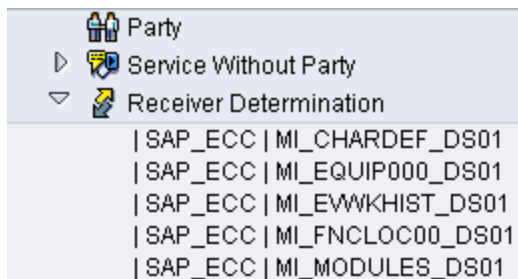 Party
Service Without Party
Receiver Determination
| SAP_ECC | MI_CHARDEF_DS01
| SAP_ECC | MI_EQUIP000_DS01
| SAP_ECC | MI_EVWKHIST_DS01
| SAP_ECC | MI_FNCLOC00_DS01
| SAP_ECC | MI_MODULES_DS01